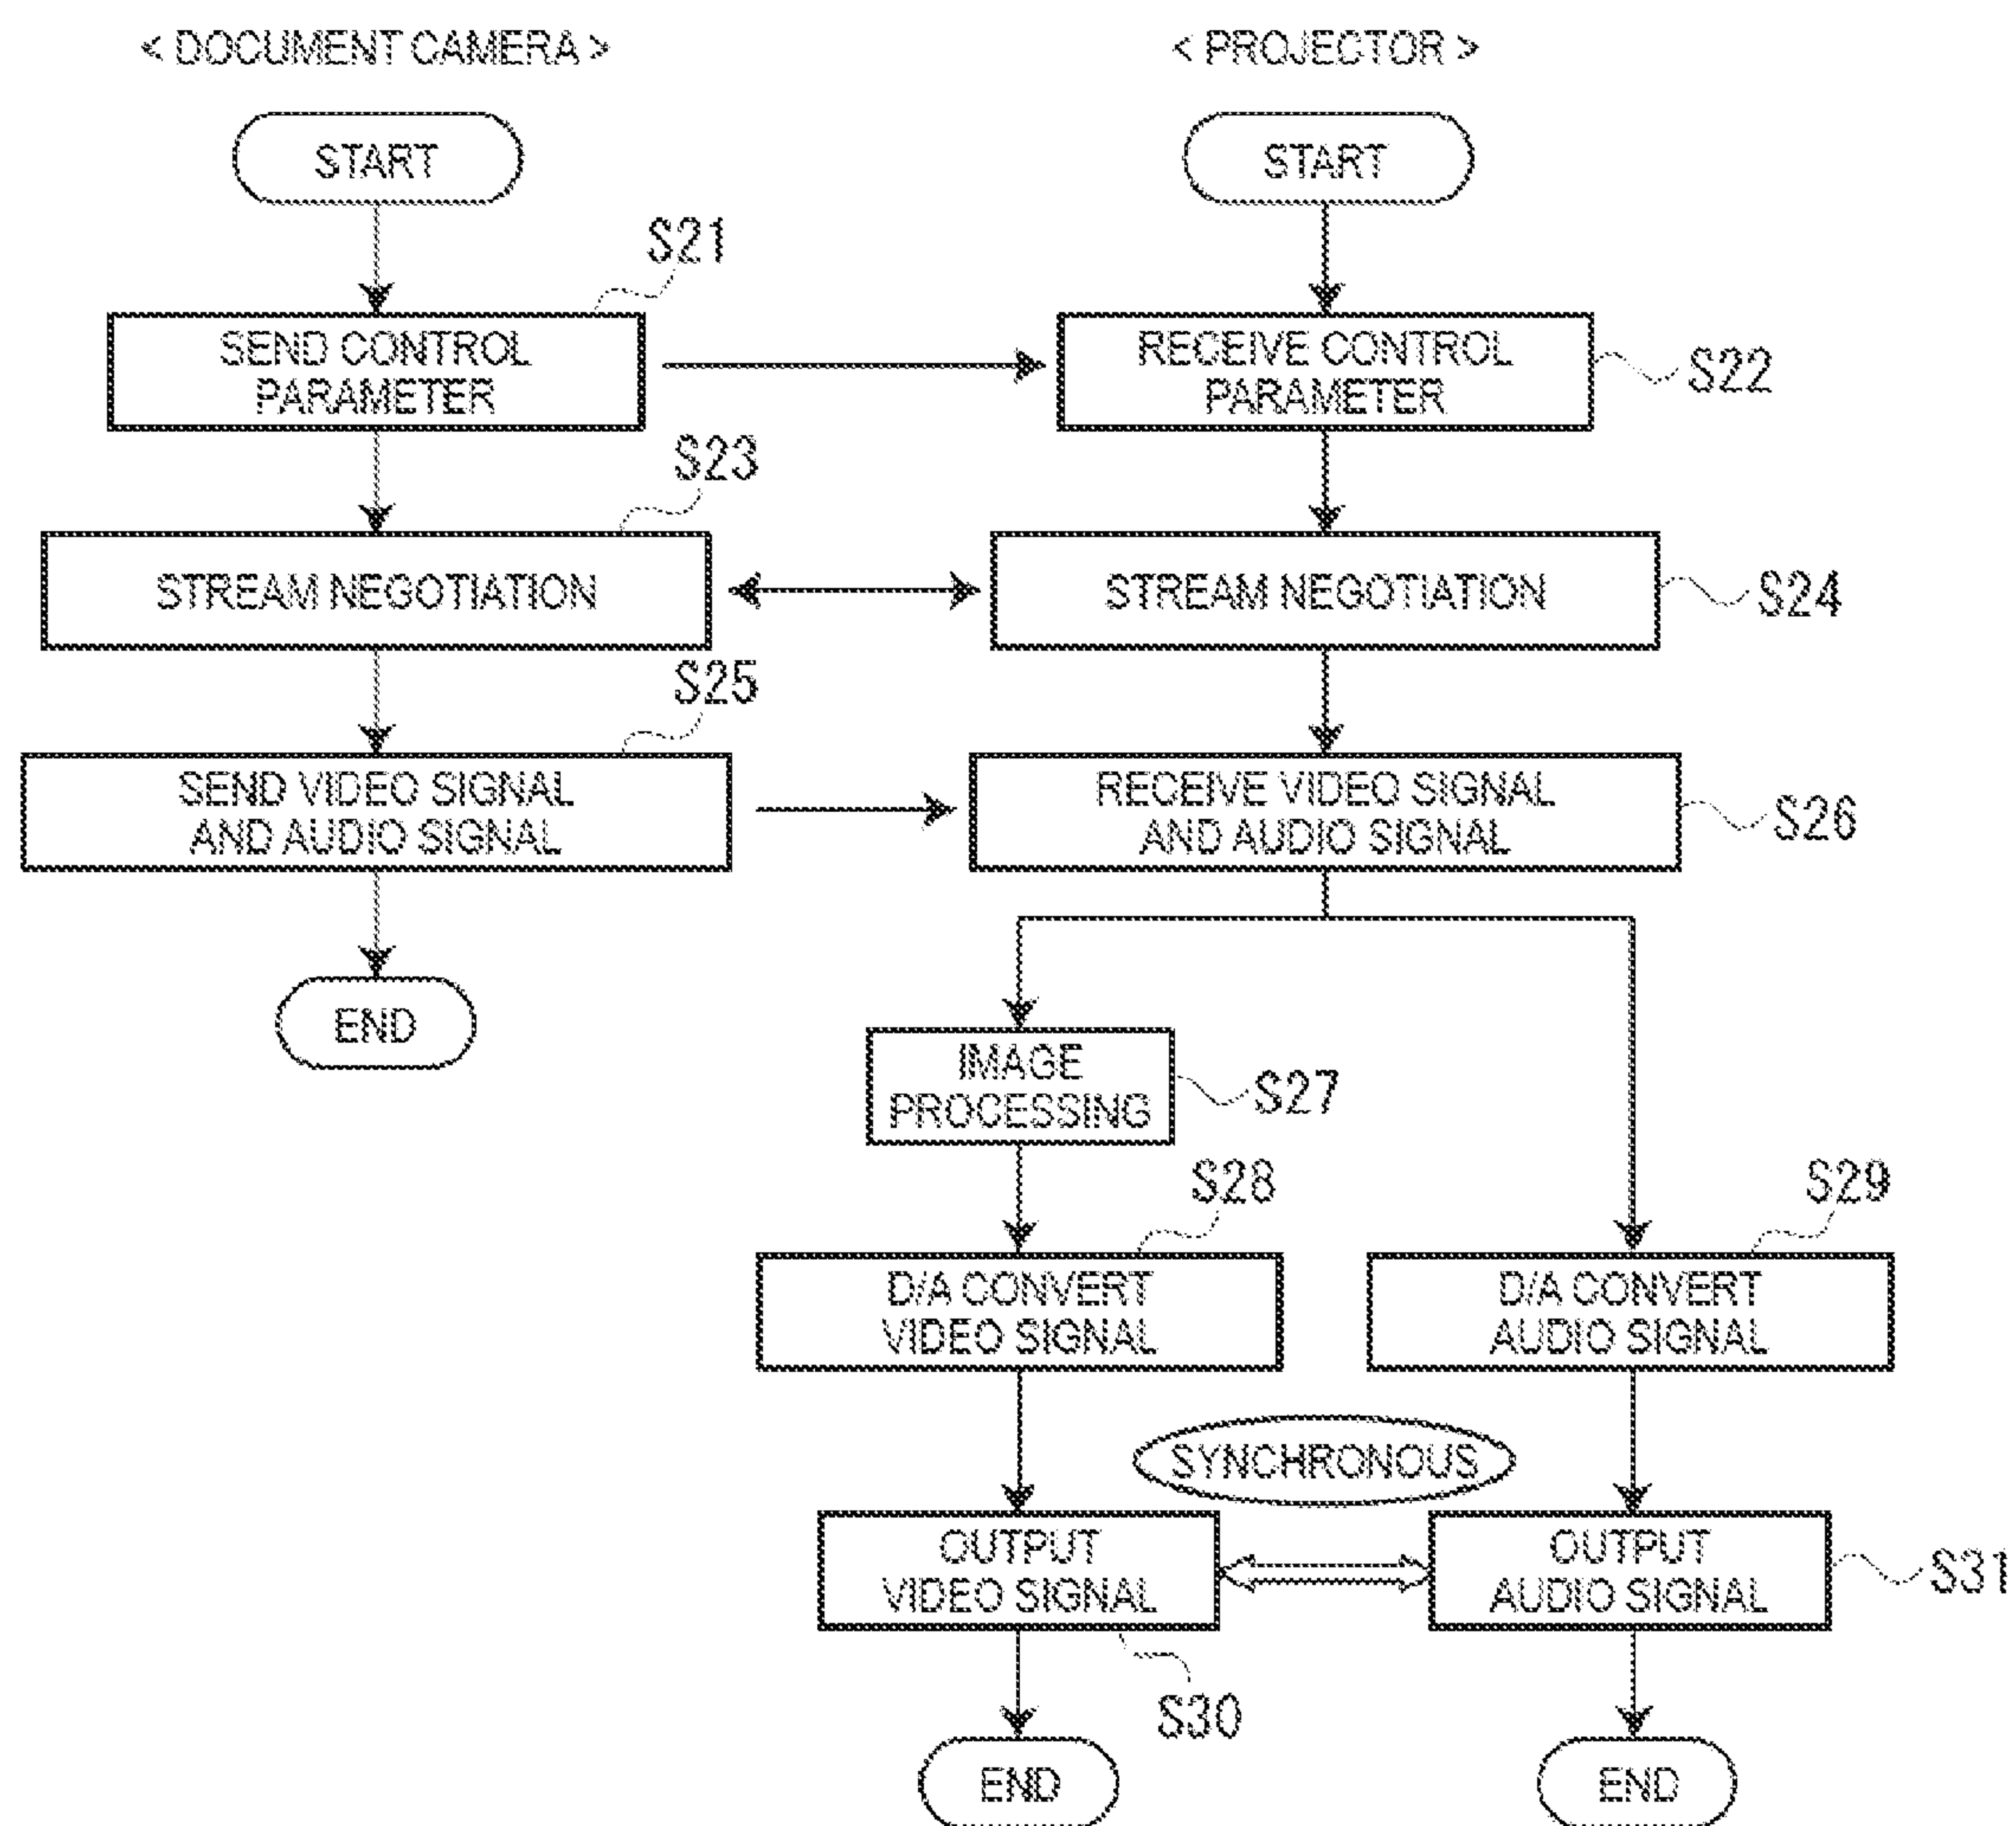 < DOCUMENT CAMERA >
< PROJECTOR >
START
START
S21
SEND CONTROL
PARAMETER
RECEIVE CONTROL
PARAMETER
S22
S23
STREAM NEGOTIATION
STREAM NEGOTIATION
S24
S25
SEND VIDEO SIGNAL
AND AUDIO SIGNAL
RECEIVE VIDEO SIGNAL
AND AUDIO SIGNAL
S26
END
IMAGE
PROCESSING
S27
S28
S29
D/A CONVERT
VIDEO SIGNAL
D/A CONVERT
AUDIO SIGNAL
SYNCHRONOUS
OUTPUT
VIDEO SIGNAL
OUTPUT
AUDIO SIGNAL
S31
S30
END
END